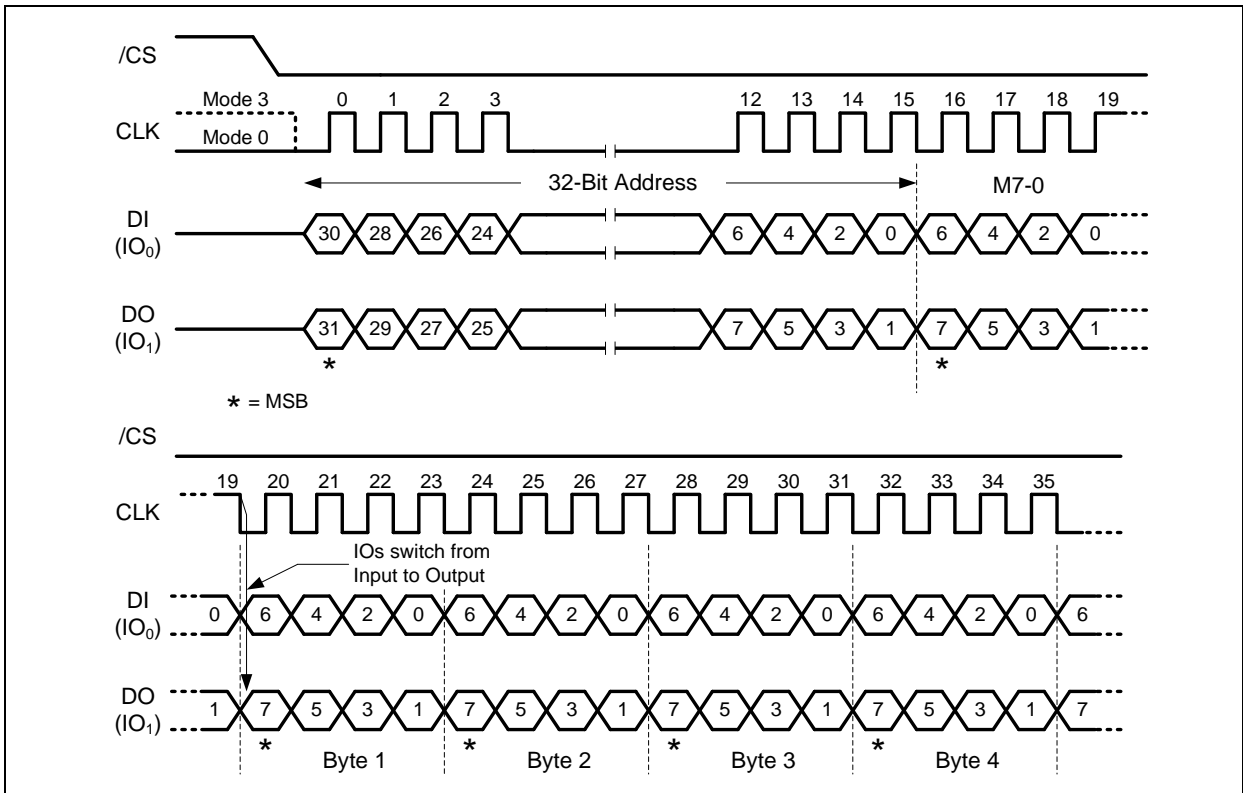 /CS
Mode 3
0 1 2 3 12 13 14 15 16 17 18 19
CLK
Mode 0
32-Bit Address M7-0
DI
(IO₀)
30 28 26 24 6 4 2 0 6 4 2 0
DO
(IO₁)
31 29 27 25 7 5 3 1 7 5 3 1
* *
* = MSB
/CS
19 20 21 22 23 24 25 26 27 28 29 30 31 32 33 34 35
CLK
IOs switch from
Input to Output
DI
(IO₀)
0 6 4 2 0 6 4 2 0 6 4 2 0 6 4 2 0 6
DO
(IO₁)
1 7 5 3 1 7 5 3 1 7 5 3 1 7 5 3 1 7
* * * *
Byte 1 Byte 2 Byte 3 Byte 4